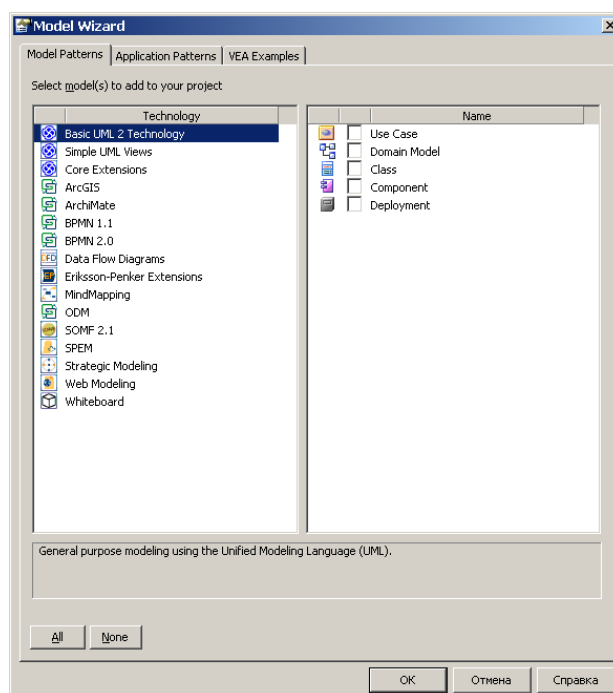 Model Wizard
Model Patterns Application Patterns VEA Examples
Select model(s) to add to your project
Technology
Basic UML 2 Technology
Simple UML Views
Core Extensions
ArcGIS
ArchiMate
BPMN 1.1
BPMN 2.0
DFD Data Flow Diagrams
Eriksson-Penker Extensions
MindMapping
ODM
SOMF 2.1
SPEM
Strategic Modeling
Web Modeling
Whiteboard
Name
Use Case
Domain Model
Class
Component
Deployment
General purpose modeling using the Unified Modeling Language (UML).
All None
OK Отмена Справка